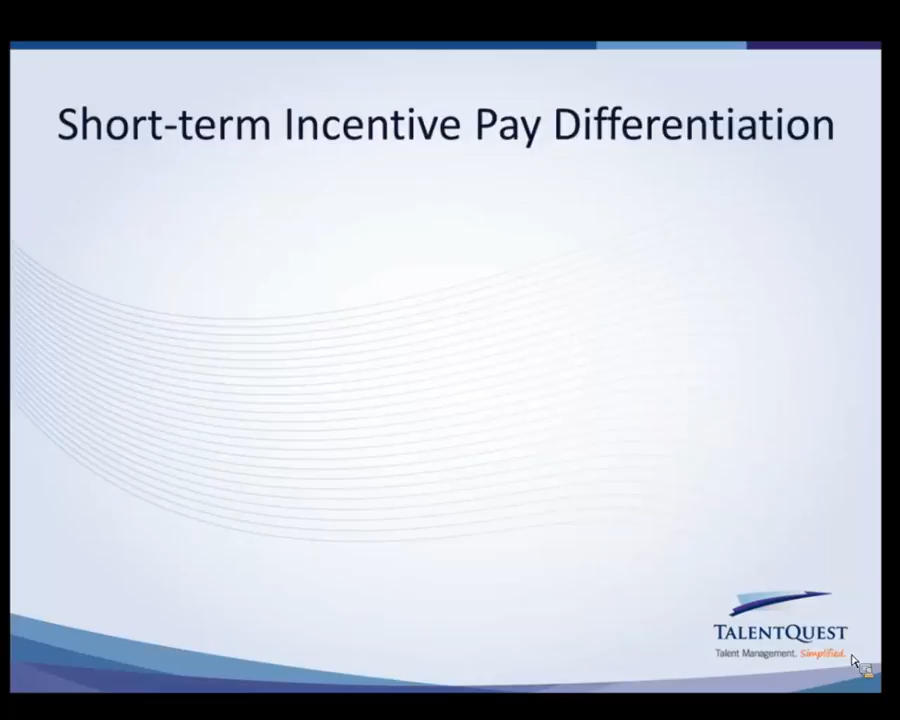 Short-term Incentive Pay Differentiation
TALENTQUEST
Talent Management. Simplified.